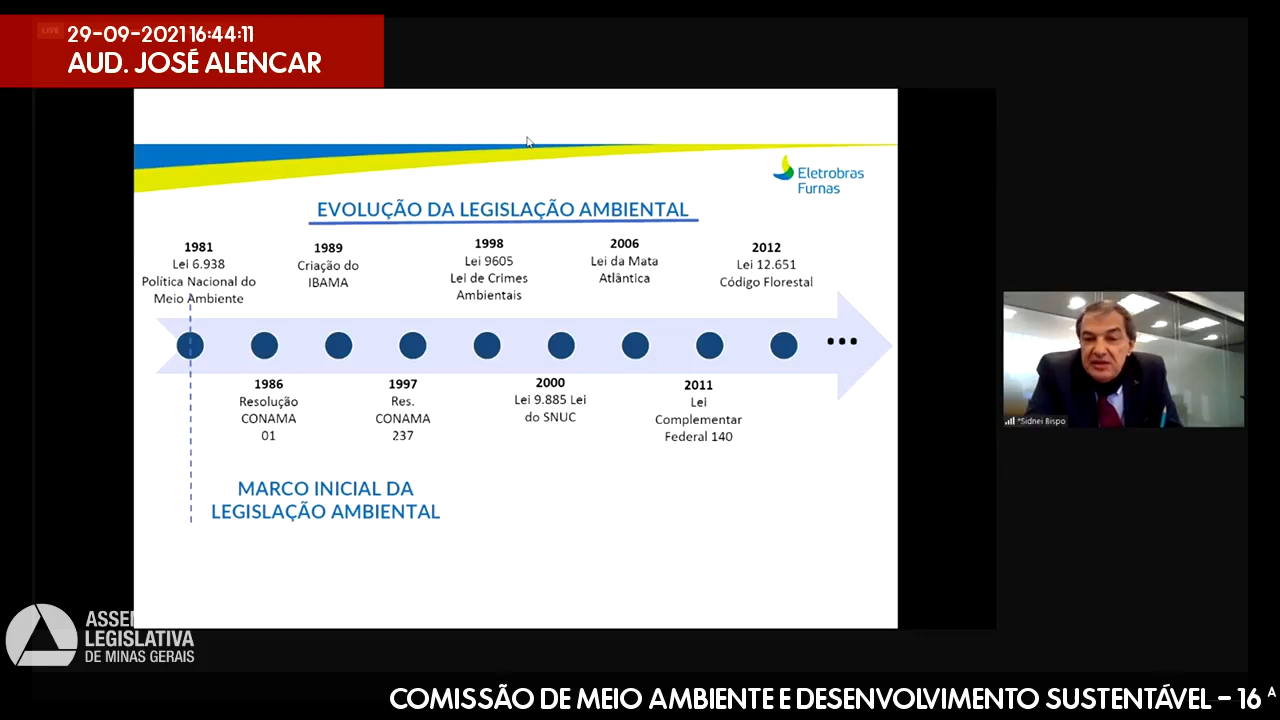 LIVE
29-09-2021 16:44:11
AUD. JOSÉ ALENCAR
Eletrobras
Furnas
EVOLUÇÃO DA LEGISLAÇÃO AMBIENTAL
1981
Lei 6.938
Política Nacional do
Meio Ambiente
1989
Criação do
IBAMA
1998
Lei 9605
Lei de Crimes
Ambientais
2006
Lei da Mata
Atlântica
2012
Lei 12.651
Código Florestal
...
1986
Resolução
CONAMA
01
1997
Res.
CONAMA
237
2000
Lei 9.885 Lei
do SNUC
2011
Lei
Complementar
Federal 140
MARCO INICIAL DA
LEGISLAÇÃO AMBIENTAL
*Sidnei Bispo
ASSE
LEGISLATIVA
DE MINAS GERAIS
COMISSÃO DE MEIO AMBIENTE E DESENVOLVIMENTO SUSTENTÁVEL - 16ª